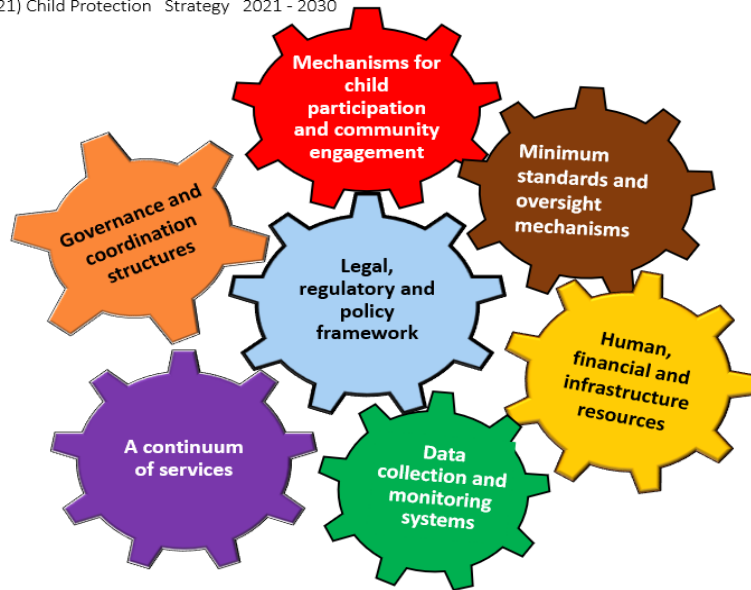 21) Child Protection Strategy 2021 - 2030
Mechanisms for
child
participation
and community
engagement
Minimum
standards and
oversight
mechanisms
Governance and
coordination
structures
Legal,
regulatory and
policy
framework
Human,
financial and
infrastructure
resources
A continuum
of services
Data
collection and
monitoring
systems